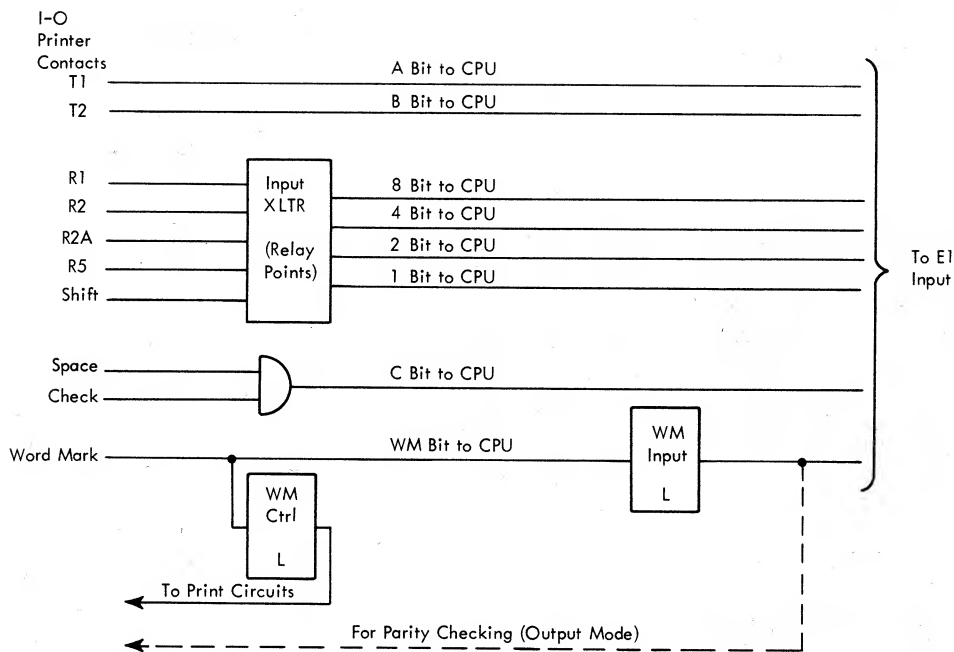 I-O
Printer
Contacts
T1
A Bit to CPU
T2
B Bit to CPU
R1
R2
R2A
R5
Shift
Input
XLTR
(Relay
Points)
8 Bit to CPU
4 Bit to CPU
2 Bit to CPU
1 Bit to CPU
To E1
Input
Space
Check
C Bit to CPU
Word Mark
WM Bit to CPU
WM
Input
L
WM
Ctrl
L
To Print Circuits
For Parity Checking (Output Mode)